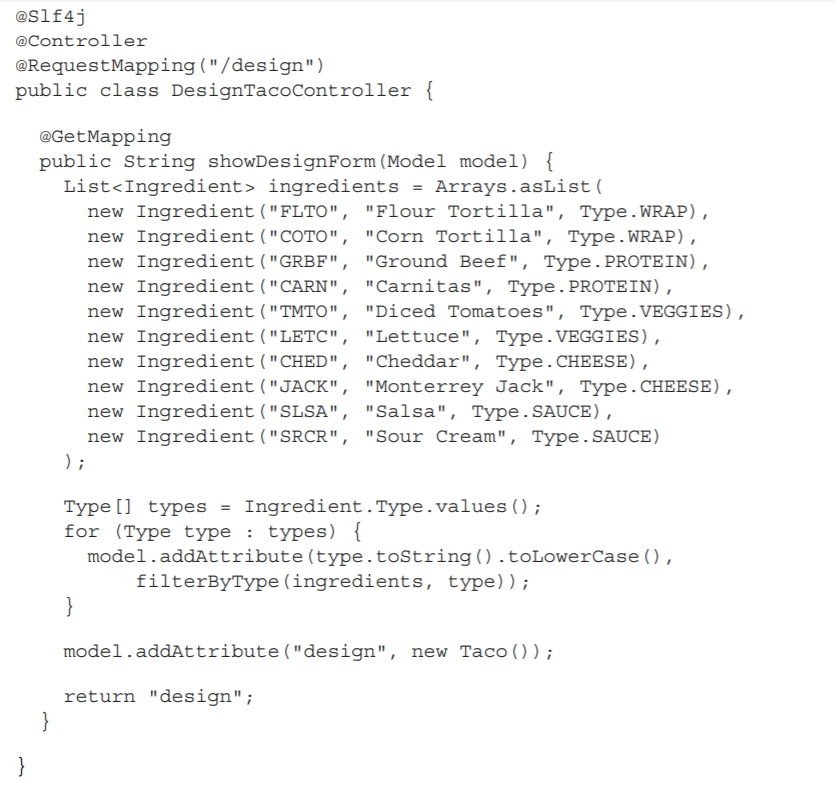 @Slf4j
@Controller
@RequestMapping("/design")
public class DesignTacoController {
@GetMapping
public String showDesignForm(Model model) {
List<Ingredient> ingredients = Arrays.asList(
new Ingredient("FLTO", "Flour Tortilla", Type.WRAP),
new Ingredient("COTO", "Corn Tortilla", Type.WRAP),
new Ingredient("GRBF", "Ground Beef", Type.PROTEIN),
new Ingredient("CARN", "Carnitas", Type.PROTEIN),
new Ingredient("TMTO", "Diced Tomatoes", Type.VEGGIES),
new Ingredient("LETC", "Lettuce", Type.VEGGIES),
new Ingredient("CHED", "Cheddar", Type.CHEESE),
new Ingredient("JACK", "Monterrey Jack", Type.CHEESE),
new Ingredient("SLSA", "Salsa", Type.SAUCE),
new Ingredient("SRCR", "Sour Cream", Type.SAUCE)
);
Type[] types = Ingredient.Type.values();
for (Type type : types) {
model.addAttribute(type.toString().toLowerCase(),
filterByType(ingredients, type));
}
model.addAttribute("design", new Taco());
return "design";
}
}